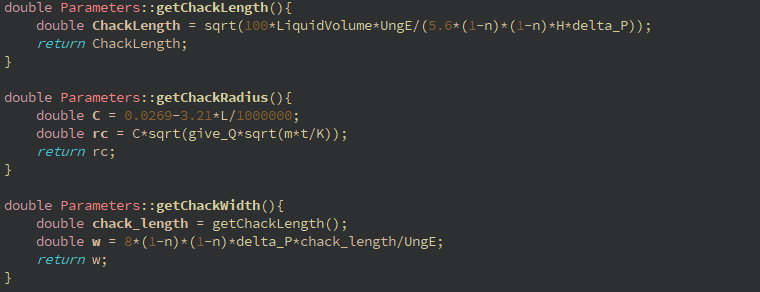 double Parameters::getChackLength(){
    double ChackLength = sqrt(100*LiquidVolume*UngE/(5.6*(1-n)*(1-n)*H*delta_P));
    return ChackLength;
}

double Parameters::getChackRadius(){
    double C = 0.0269-3.21*L/1000000;
    double rc = C*sqrt(give_Q*sqrt(m*t/K));
    return rc;
}

double Parameters::getChackWidth(){
    double chack_length = getChackLength();
    double w = 8*(1-n)*(1-n)*delta_P*chack_length/UngE;
    return w;
}